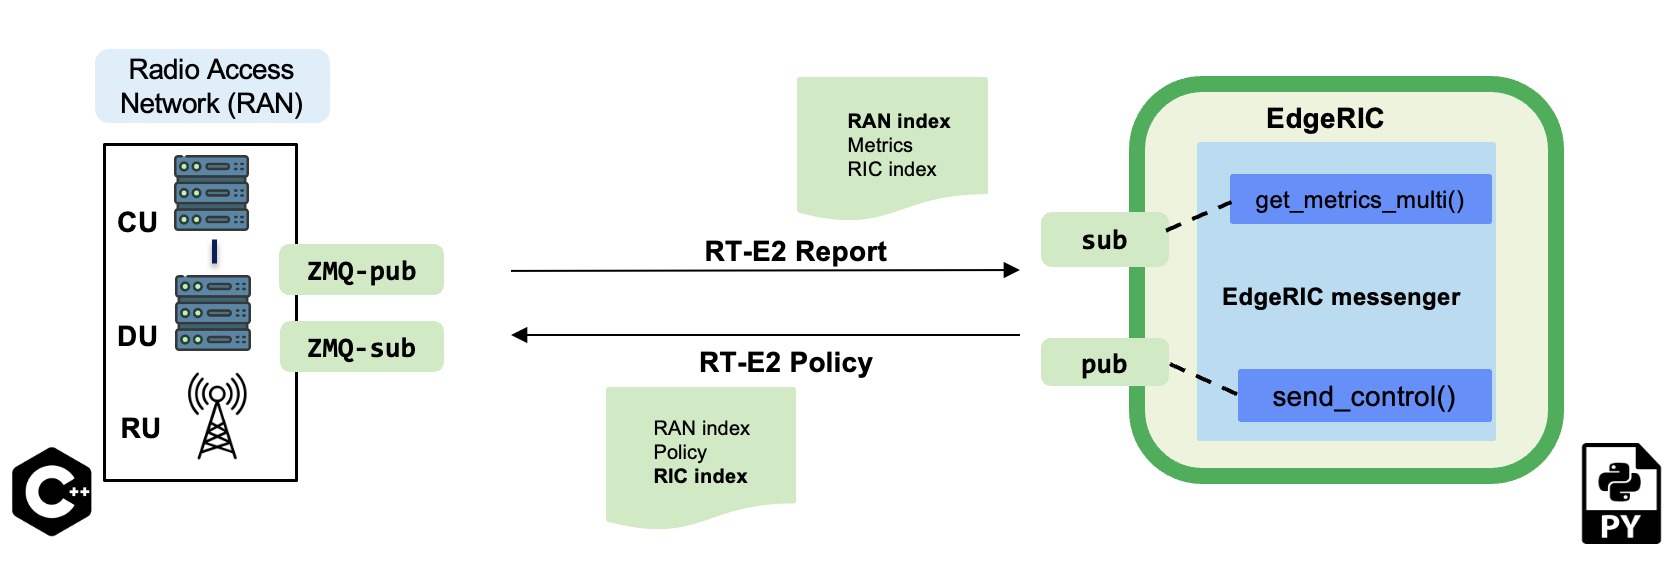 Radio Access
Network (RAN)
CU
DU
RU
ZMQ-pub
ZMQ-sub
C++
RAN index
Metrics
RIC index
RT-E2 Report
RT-E2 Policy
RAN index
Policy
RIC index
sub
pub
EdgeRIC
get_metrics_multi()
EdgeRIC messenger
send_control()
PY